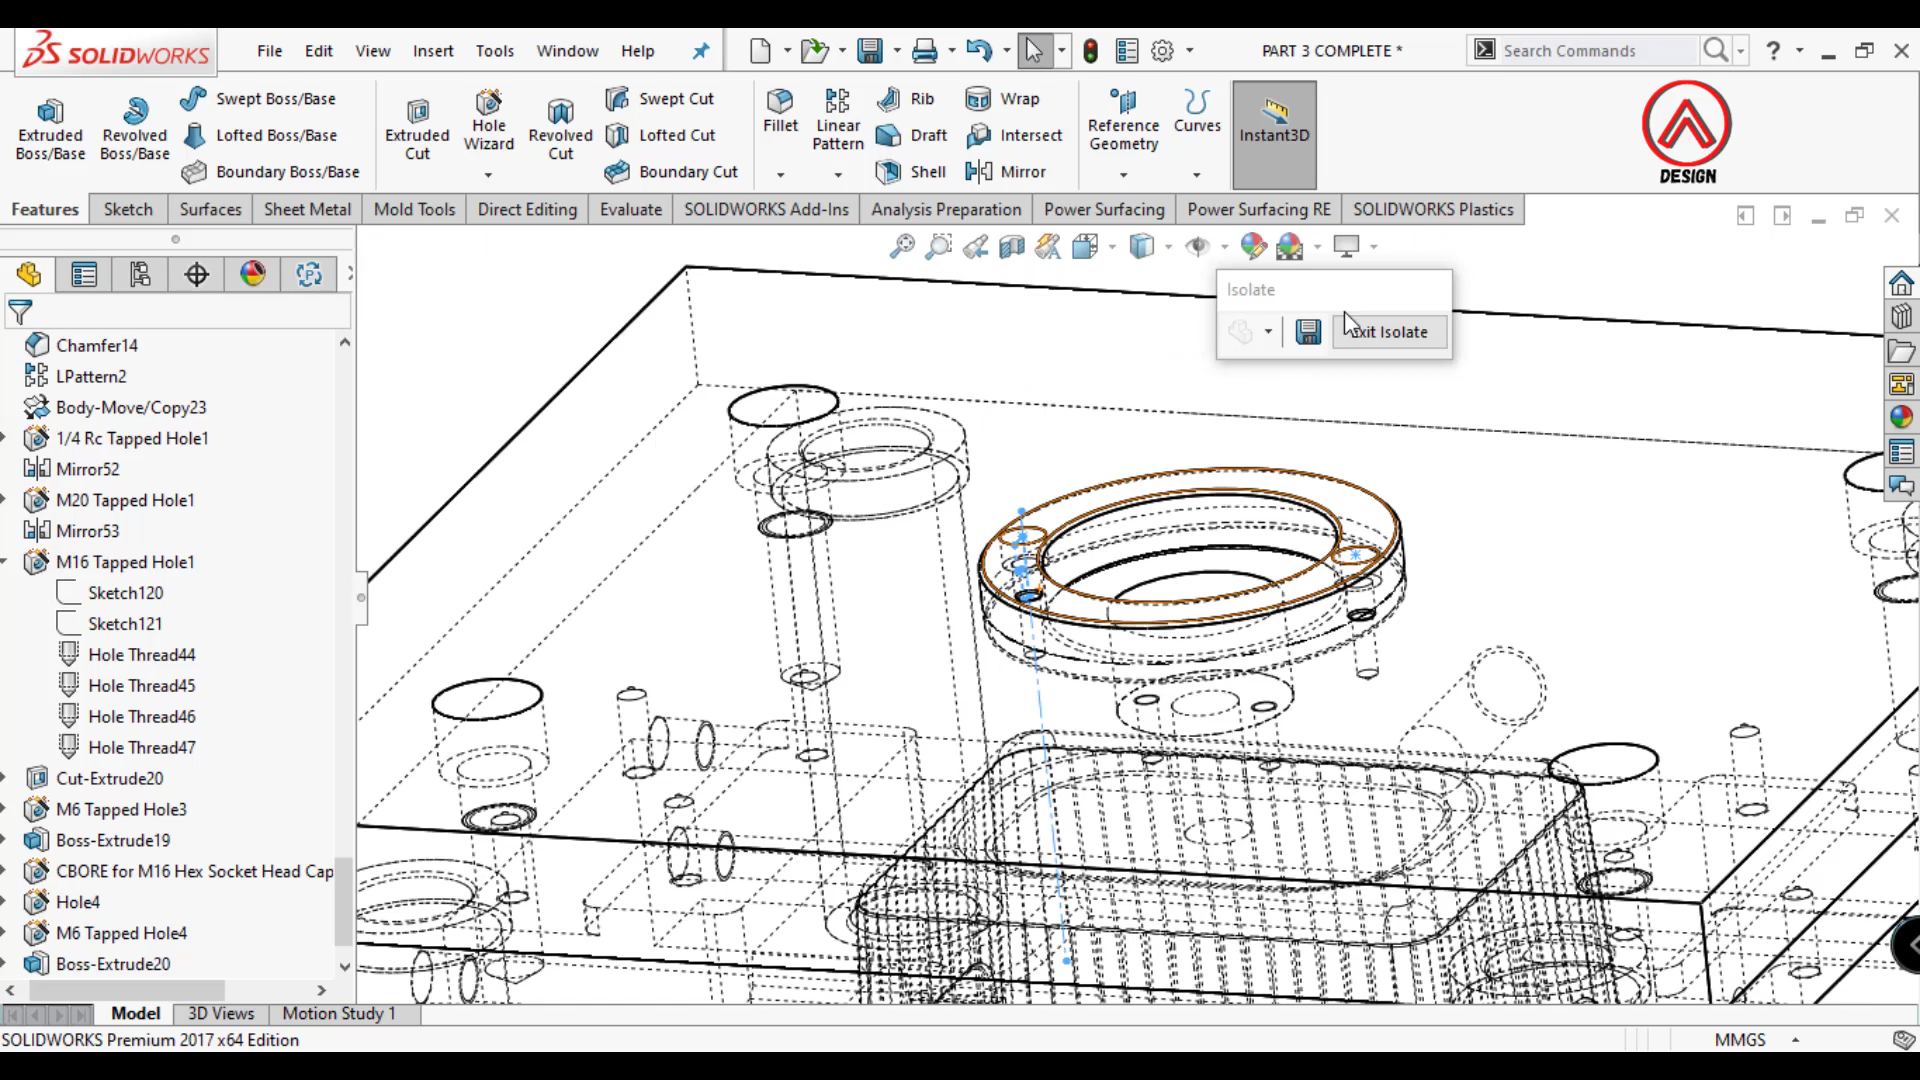 SOLIDWORKS
File Edit View Insert Tools Window Help
PART 3 COMPLETE *
Search Commands
?
Extruded Boss/Base
Revolved Boss/Base
Swept Boss/Base
Lofted Boss/Base
Boundary Boss/Base
Extruded Cut
Hole Wizard
Revolved Cut
Swept Cut
Lofted Cut
Boundary Cut
Fillet
Linear Pattern
Rib
Draft
Shell
Wrap
Intersect
Mirror
Reference Geometry
Curves
Instant3D
DESIGN
Features Sketch Surfaces Sheet Metal Mold Tools Direct Editing Evaluate SOLIDWORKS Add-Ins Analysis Preparation Power Surfacing Power Surfacing RE SOLIDWORKS Plastics
Isolate
Exit Isolate
Chamfer14
LPattern2
Body-Move/Copy23
1/4 Rc Tapped Hole1
Mirror52
M20 Tapped Hole1
Mirror53
M16 Tapped Hole1
Sketch120
Sketch121
Hole Thread44
Hole Thread45
Hole Thread46
Hole Thread47
Cut-Extrude20
M6 Tapped Hole3
Boss-Extrude19
CBORE for M16 Hex Socket Head Cap
Hole4
M6 Tapped Hole4
Boss-Extrude20
Model 3D Views Motion Study 1
SOLIDWORKS Premium 2017 x64 Edition
MMGS